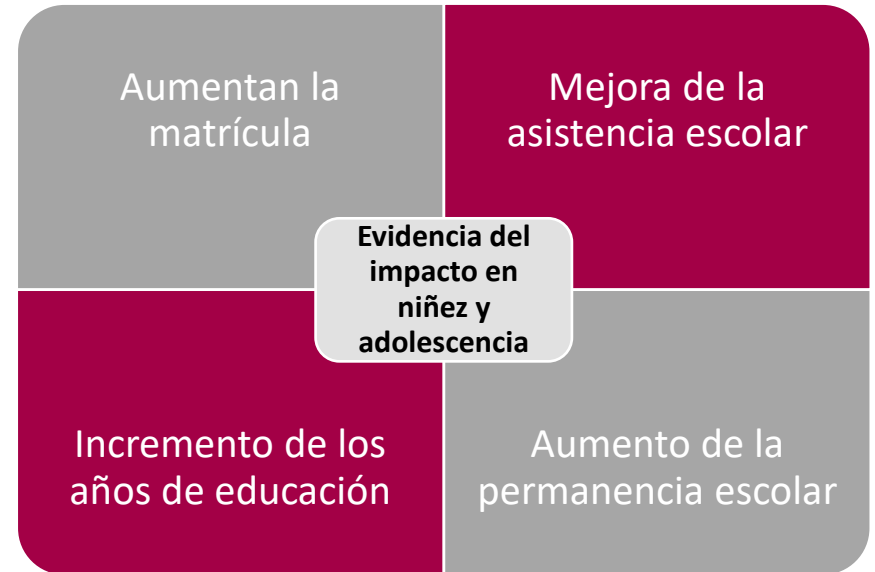 Aumentan la
matrícula
Mejora de la
asistencia escolar
Evidencia del
impacto en
niñez y
adolescencia
Incremento de los
años de educación
Aumento de la
permanencia escolar